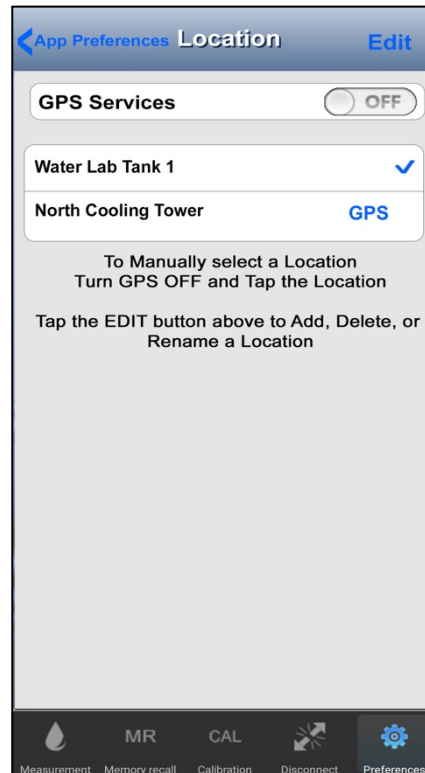 App Preferences Location Edit
GPS Services OFF
Water Lab Tank 1
North Cooling Tower GPS
To Manually select a Location
Turn GPS OFF and Tap the Location
Tap the EDIT button above to Add, Delete, or
Rename a Location
MR CAL
Measurement Memory recall Calibration Disconnect Preferences